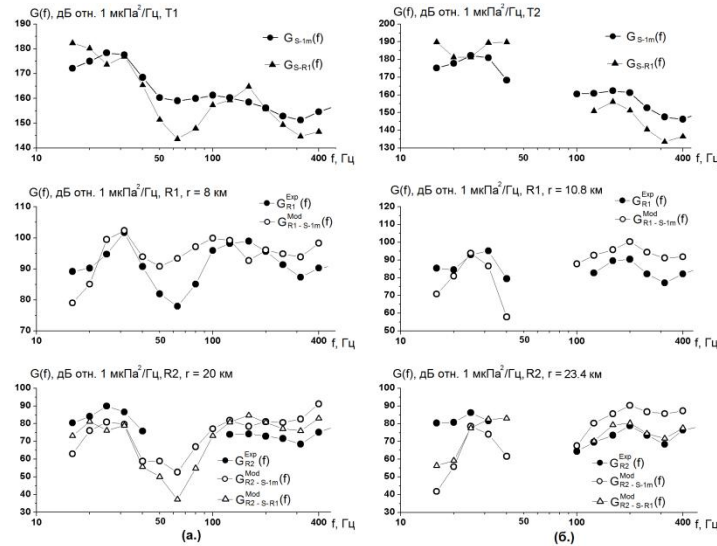 G(f), дБ отн. 1 мкПа²/Гц, T1
G_S-1m(f)
G_S-R1(f)
190
180
170
160
150
140
10
100
400
f, Гц
G(f), дБ отн. 1 мкПа²/Гц, T2
G_S-1m(f)
G_S-R1(f)
200
190
180
170
160
150
140
130
10
100
400
f, Гц
G(f), дБ отн. 1 мкПа²/Гц, R1, r = 8 км
G_R1^Exp (f)
G_R1 - S-1m^Mod (f)
110
100
90
80
70
10
100
400
f, Гц
G(f), дБ отн. 1 мкПа²/Гц, R1, r = 10.8 км
G_R1^Exp (f)
G_R1 - S-1m^Mod (f)
120
110
100
90
80
70
60
50
10
100
400
f, Гц
G(f), дБ отн. 1 мкПа²/Гц, R2, r = 20 км
G_R2^Exp (f)
G_R2 - S-1m^Mod (f)
G_R2 - S-R1^Mod (f)
100
90
80
70
60
50
40
30
10
100
400
f, Гц
(а.)
G(f), дБ отн. 1 мкПа²/Гц, R2, r = 23.4 км
G_R2^Exp (f)
G_R2 - S-1m^Mod (f)
G_R2 - S-R1^Mod (f)
110
100
90
80
70
60
50
40
30
10
100
400
f, Гц
(б.)